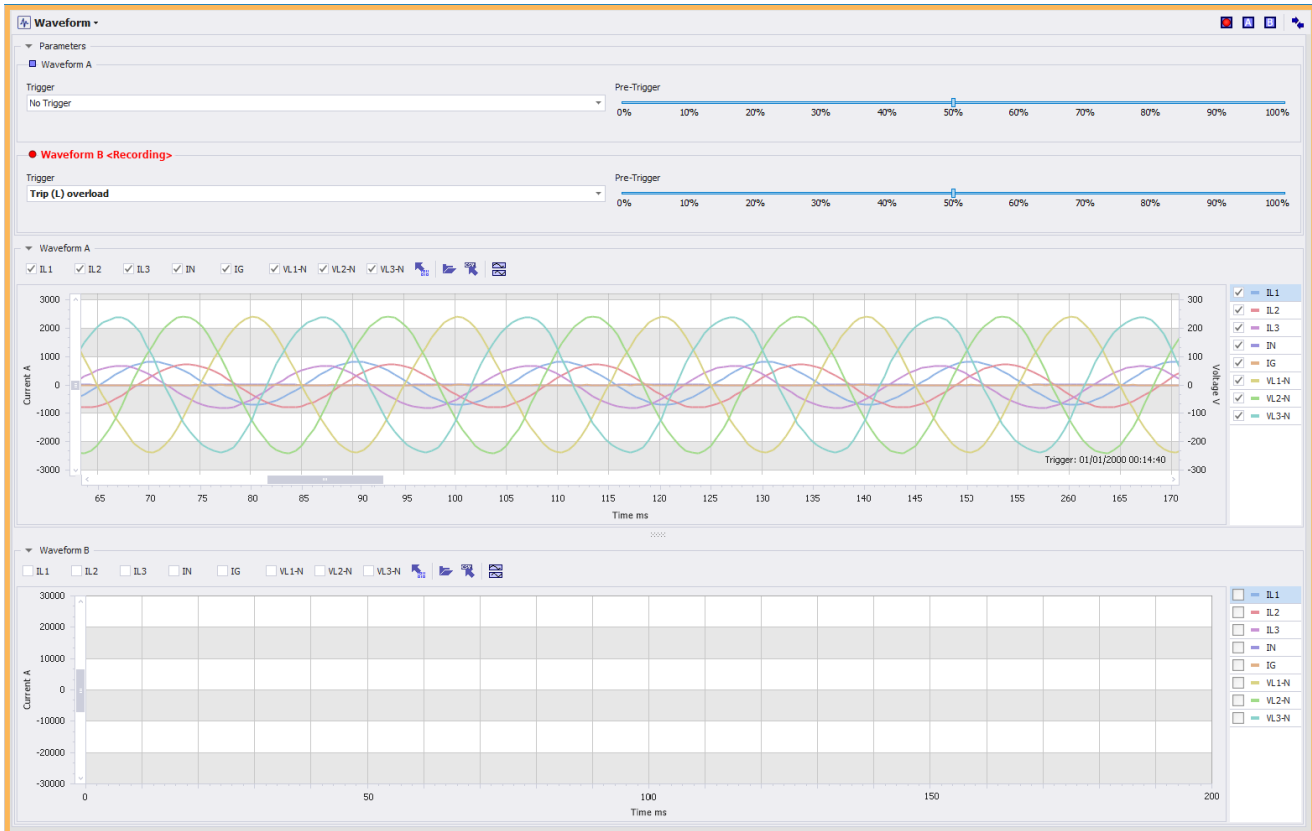 Waveform
A B
Parameters
Waveform A
Trigger Pre-Trigger
No Trigger
0% 10% 20% 30% 40% 50% 60% 70% 80% 90% 100%
Waveform B <Recording>
Trigger Pre-Trigger
Trip (L) overload
0% 10% 20% 30% 40% 50% 60% 70% 80% 90% 100%
Waveform A
IL1 IL2 IL3 IN IG VL1-N VL2-N VL3-N
3000
2000
1000
0
-1000
-2000
-3000
Current A
300
200
100
0
-100
-200
-300
Voltage V
Trigger: 01/01/2000 00:14:40
65 70 75 80 85 90 95 100 105 110 115 120 125 130 135 140 145 153 155 260 165 170
Time ms
IL1
IL2
IL3
IN
IG
VL1-N
VL2-N
VL3-N
Waveform B
IL1 IL2 IL3 IN IG VL1-N VL2-N VL3-N
30000
20000
10000
0
-10000
-20000
-30000
Current A
0 50 100 150 200
Time ms
IL1
IL2
IL3
IN
IG
VL1-N
VL2-N
VL3-N